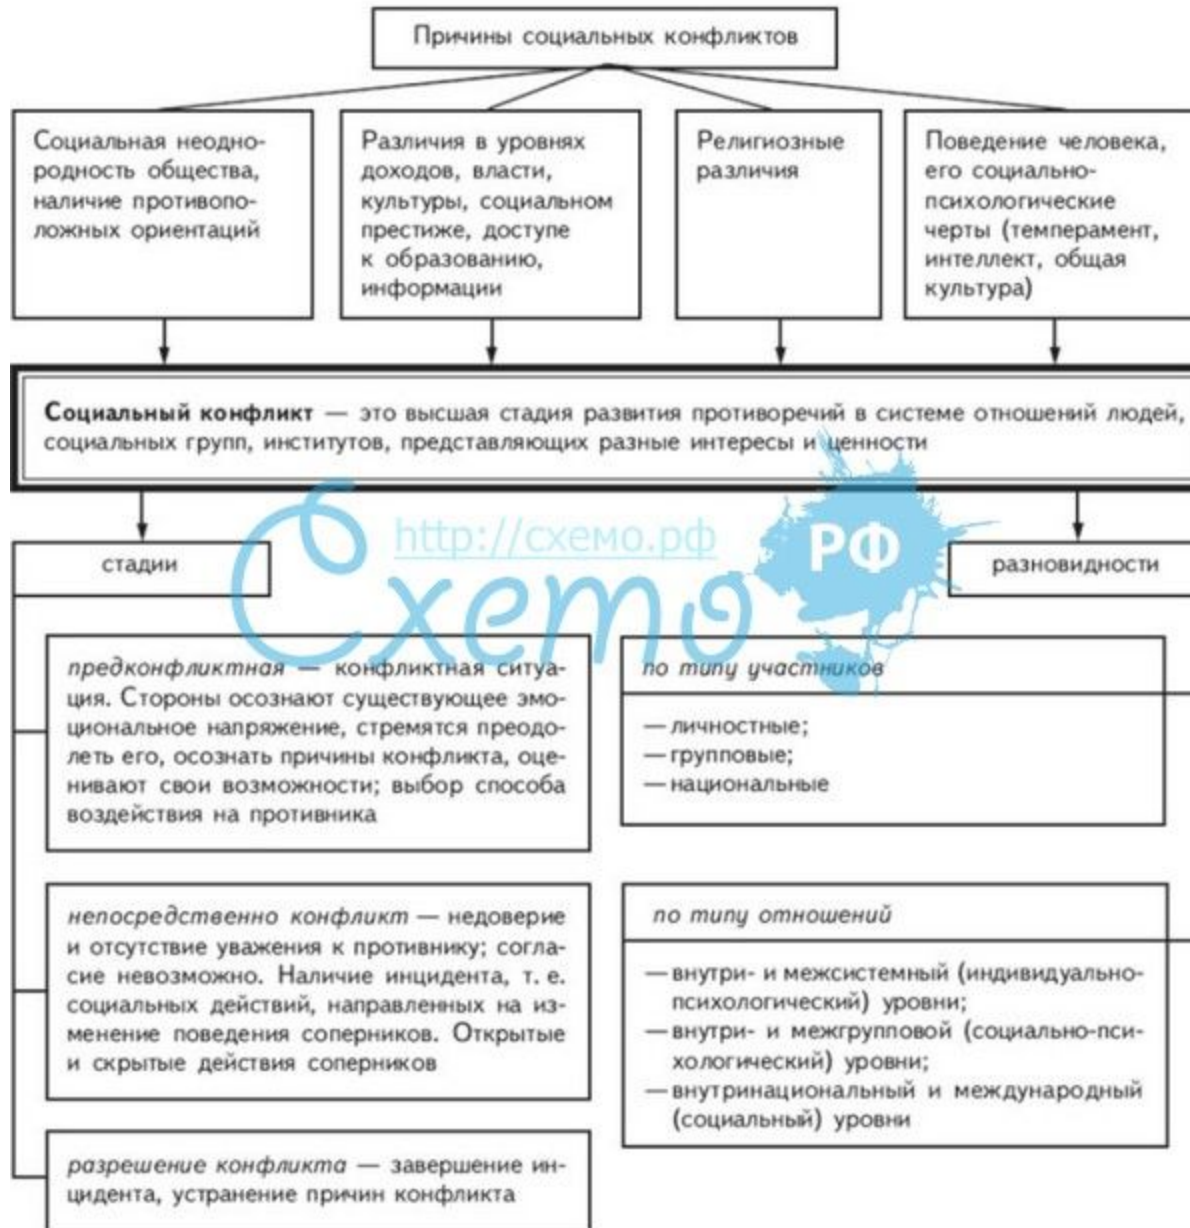 Причины социальных конфликтов
Социальная неодно-
родность общества,
наличие противопо-
ложных ориентаций
Различия в уровнях
доходов, власти,
культуры, социальном
престиже, доступе
к образованию,
информации
Религиозные
различия
Поведение человека,
его социально-
психологические
черты (темперамент,
интеллект, общая
культура)
Социальный конфликт — это высшая стадия развития противоречий в системе отношений людей,
социальных групп, институтов, представляющих разные интересы и ценности
http://схемо.рф
Схемо
РФ
стадии
разновидности
предконфликтная — конфликтная ситуа-
ция. Стороны осознают существующее эмо-
циональное напряжение, стремятся преодо-
леть его, осознать причины конфликта, оце-
нивают свои возможности; выбор способа
воздействия на противника
непосредственно конфликт — недоверие
и отсутствие уважения к противнику; согла-
сие невозможно. Наличие инцидента, т. е.
социальных действий, направленных на из-
менение поведения соперников. Открытые
и скрытые действия соперников
разрешение конфликта — завершение ин-
цидента, устранение причин конфликта
по типу участников
— личностные;
— групповые;
— национальные
по типу отношений
— внутри- и межсистемный (индивидуально-
психологический) уровни;
— внутри- и межгрупповой (социально-пси-
хологический) уровни;
— внутринациональный и международный
(социальный) уровни